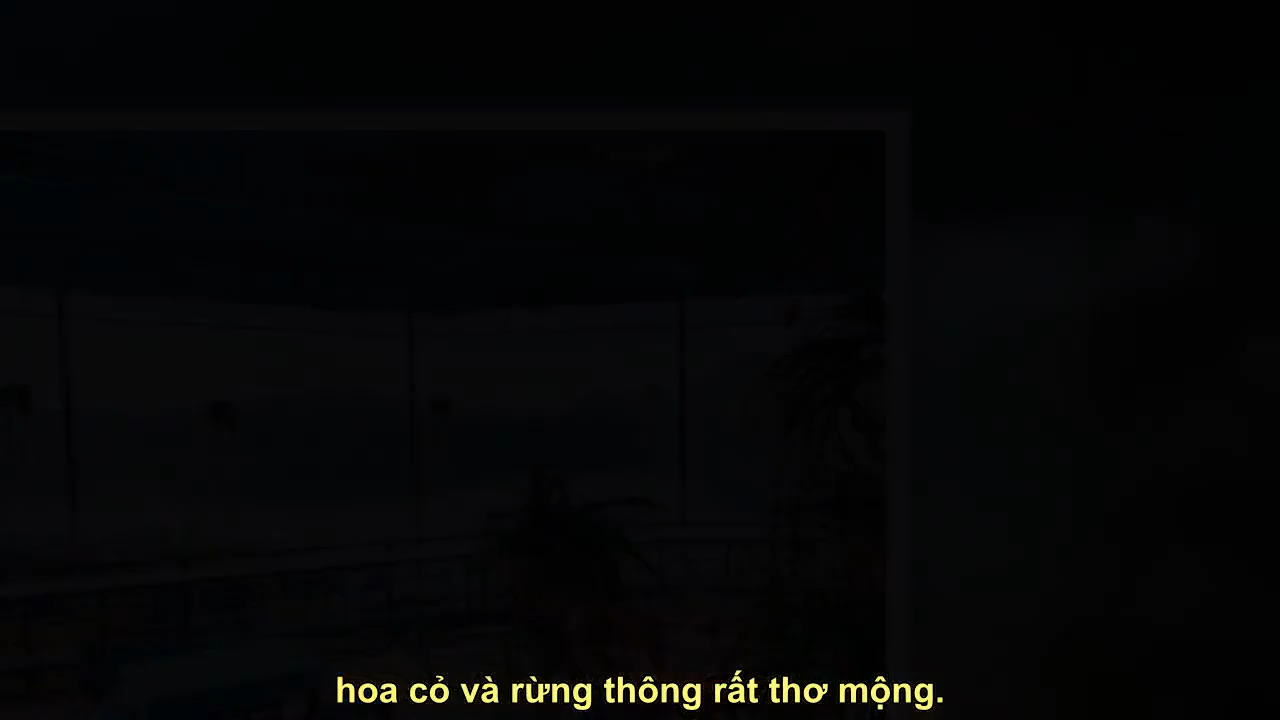 hoa cỏ và rừng thông rất thơ mộng.